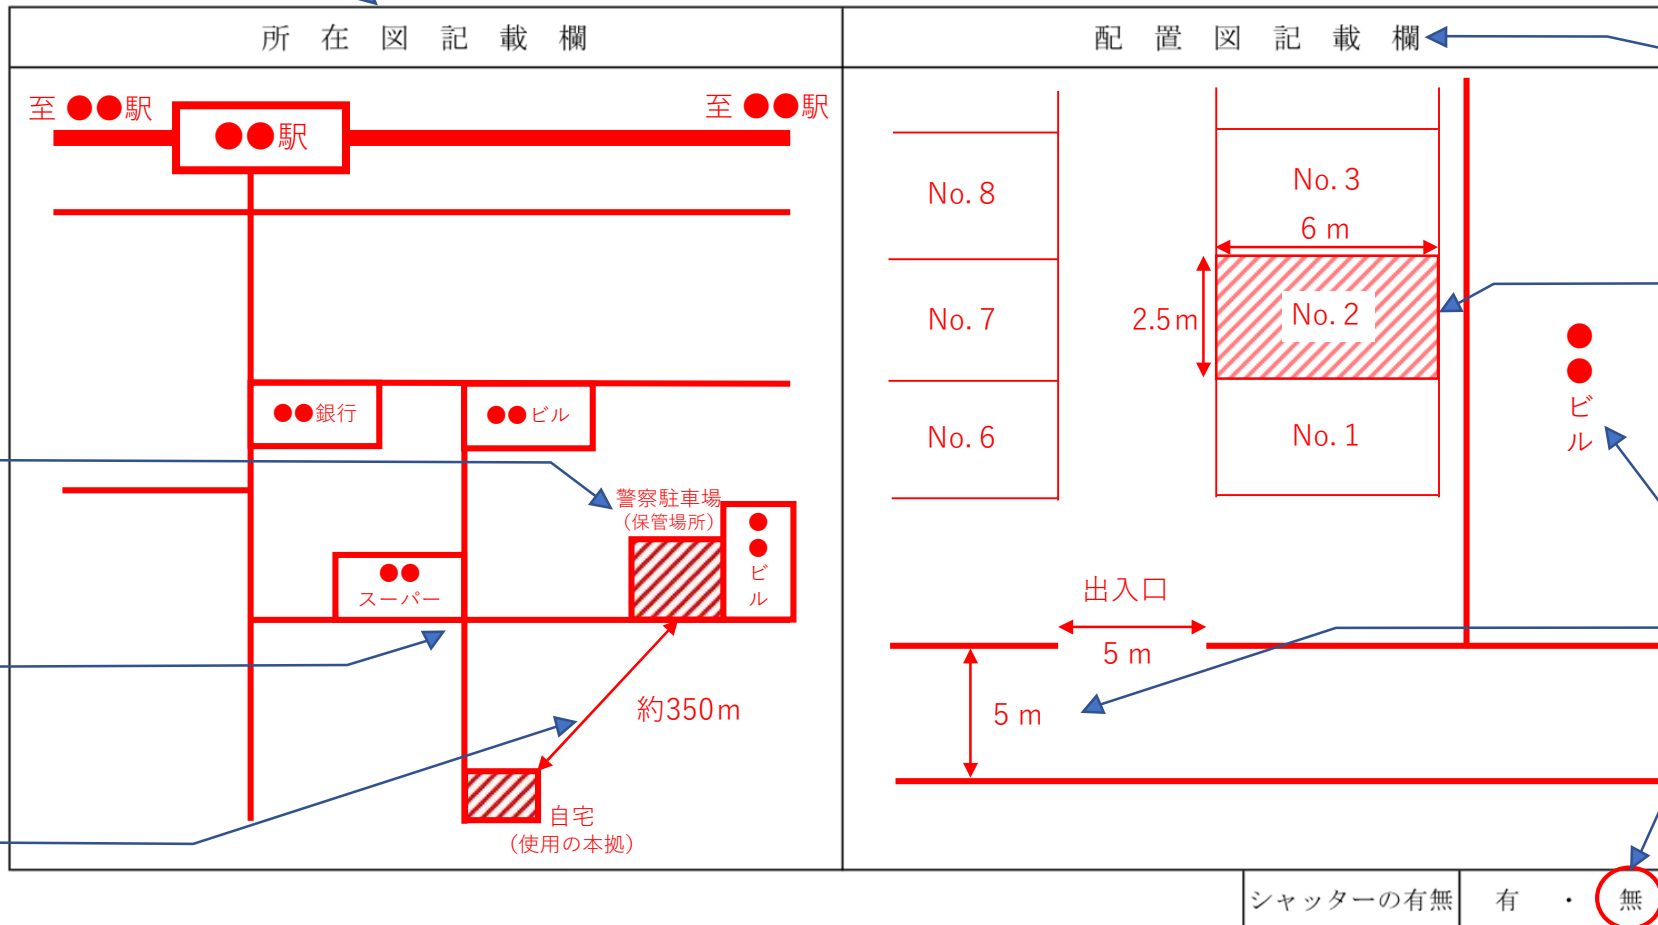 所在図記載欄
至 ●●駅
●●駅
至 ●●駅
●●銀行
●●ビル
警察駐車場
(保管場所)
●●ビル
●●
スーパー
約350m
自宅
(使用の本拠)
配置図記載欄
No. 8
No. 3
6 m
No. 7
2.5m
No. 2
●●ビル
No. 6
No. 1
出入口
5 m
5 m
シャッターの有無 有 ・ 無